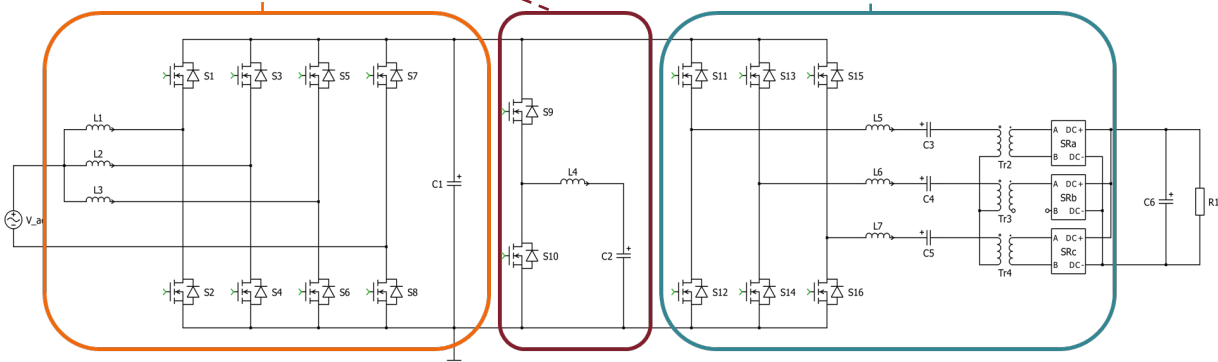 S1 S3 S5 S7 S11 S13 S15
S9
L1 L5 A DC+
C3 SRa
B DC-
Tr2
L2
L4 L6 A DC+
C1 C4 SRb C6 R1
L3 B DC-
Tr3
V_a
L7 A DC+
S10 C2 C5 SRc
B DC-
Tr4
S2 S4 S6 S8 S12 S14 S16